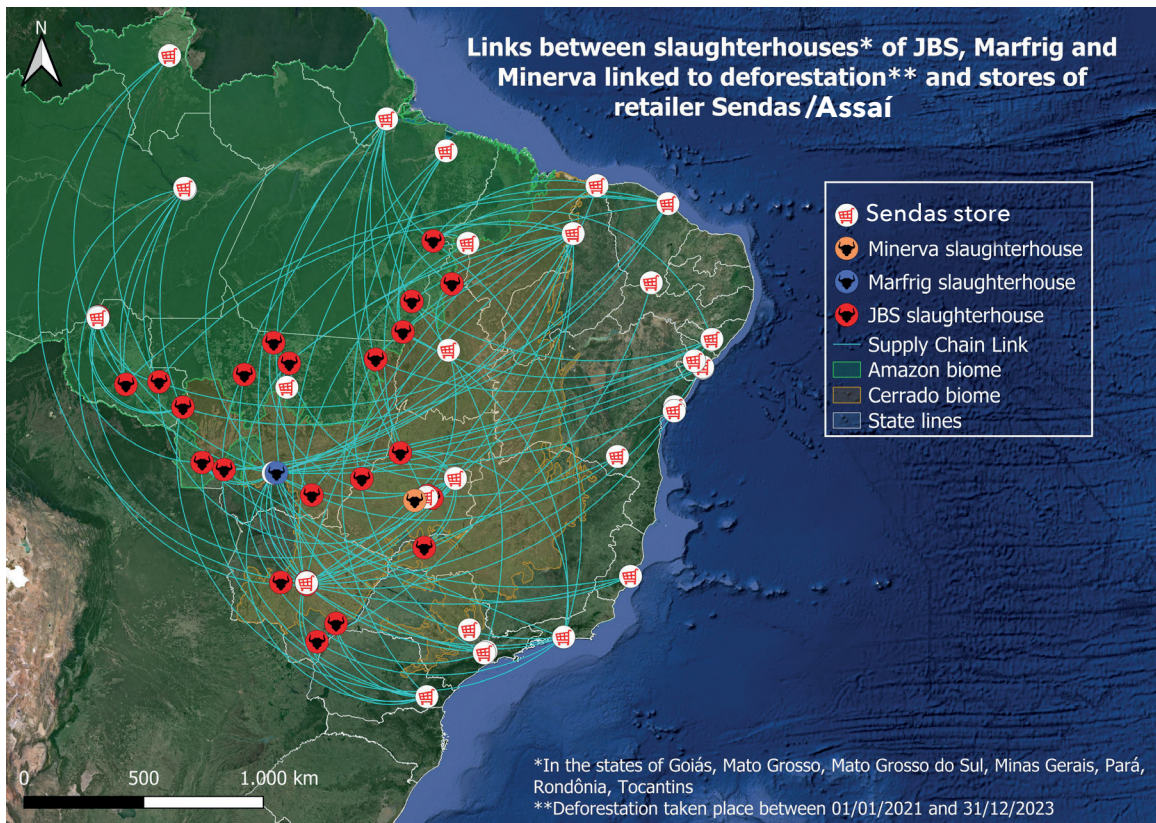 N
Links between slaughterhouses* of JBS, Marfrig and
Minerva linked to deforestation** and stores of
retailer Sendas/Assaí
Sendas store
Minerva slaughterhouse
Marfrig slaughterhouse
JBS slaughterhouse
Supply Chain Link
Amazon biome
Cerrado biome
State lines
0 500 1.000 km
*In the states of Goiás, Mato Grosso, Mato Grosso do Sul, Minas Gerais, Pará,
Rondônia, Tocantins
**Deforestation taken place between 01/01/2021 and 31/12/2023